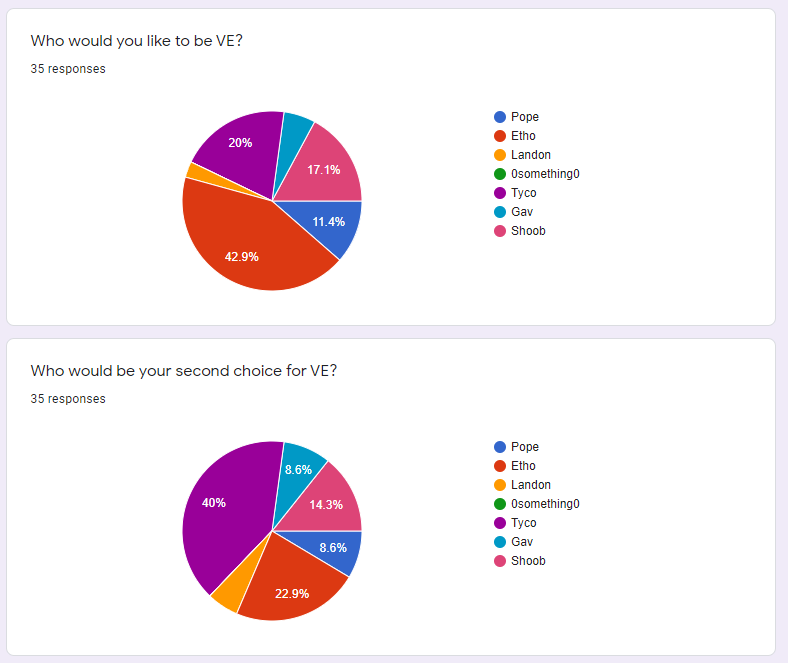 Who would you like to be VE?
35 responses
20%
17.1%
11.4%
42.9%
Pope
Etho
Landon
0something0
Tyco
Gav
Shoob
Who would be your second choice for VE?
35 responses
8.6%
40%
14.3%
8.6%
22.9%
Pope
Etho
Landon
0something0
Tyco
Gav
Shoob